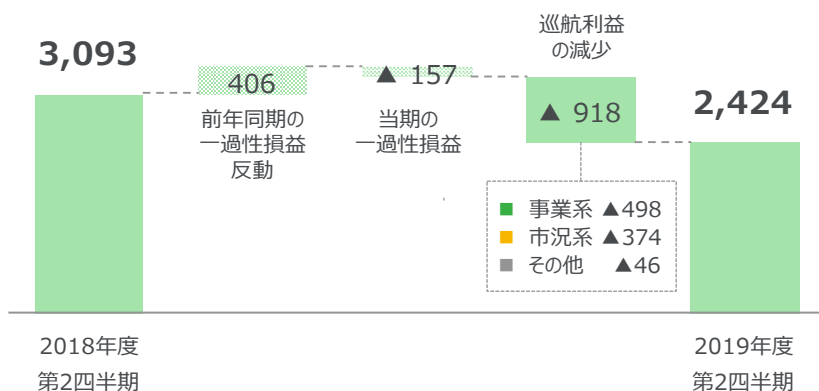 3,093
406
前年同期の
一過性損益
反動
▲ 157
当期の
一過性損益
巡航利益
の減少
▲ 918
■ 事業系 ▲498
■ 市況系 ▲374
■ その他 ▲46
2,424
2018年度
第2四半期
2019年度
第2四半期